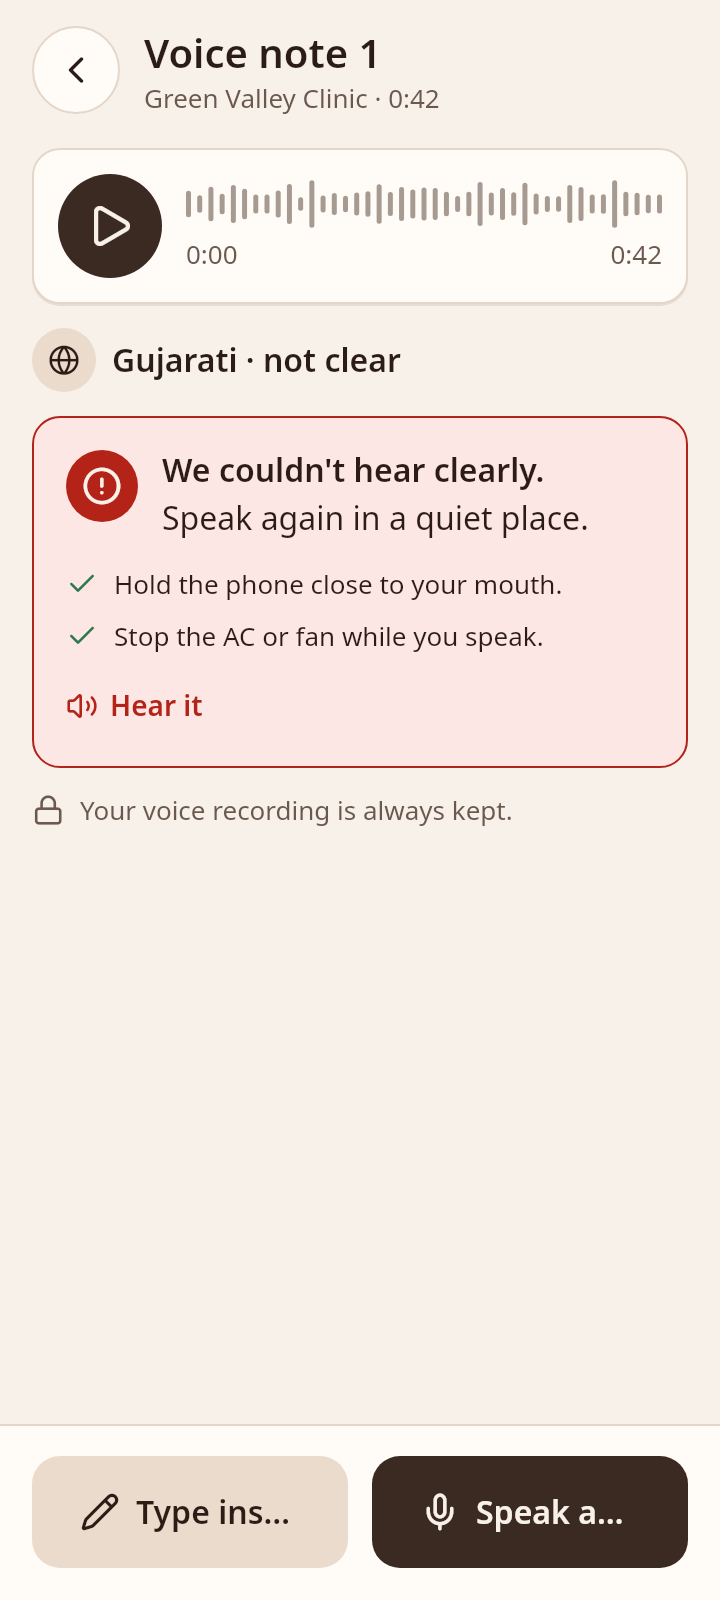 Voice note 1
Green Valley Clinic · 0:42
0:00 0:42
Gujarati · not clear
We couldn't hear clearly.
Speak again in a quiet place.
Hold the phone close to your mouth.
Stop the AC or fan while you speak.
Hear it
Your voice recording is always kept.
Type ins... Speak a...